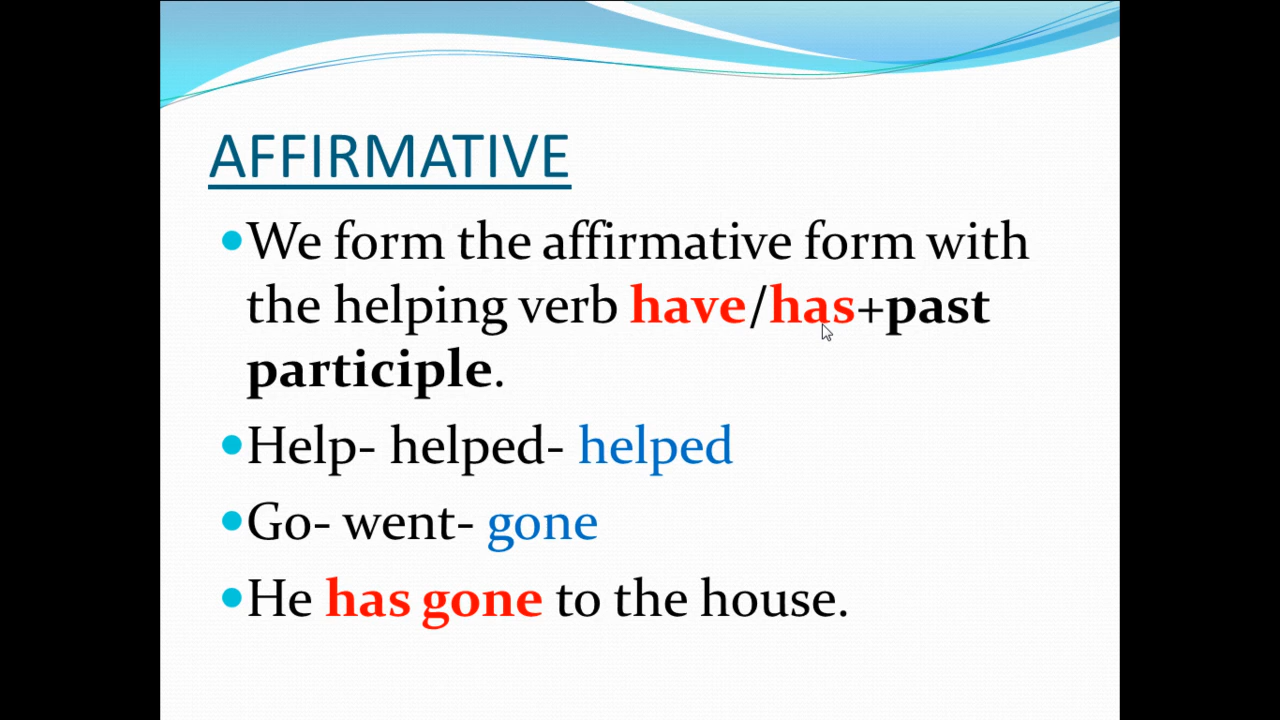 AFFIRMATIVE
We form the affirmative form with
the helping verb have/has+past
participle.
Help- helped- helped
Go- went- gone
He has gone to the house.